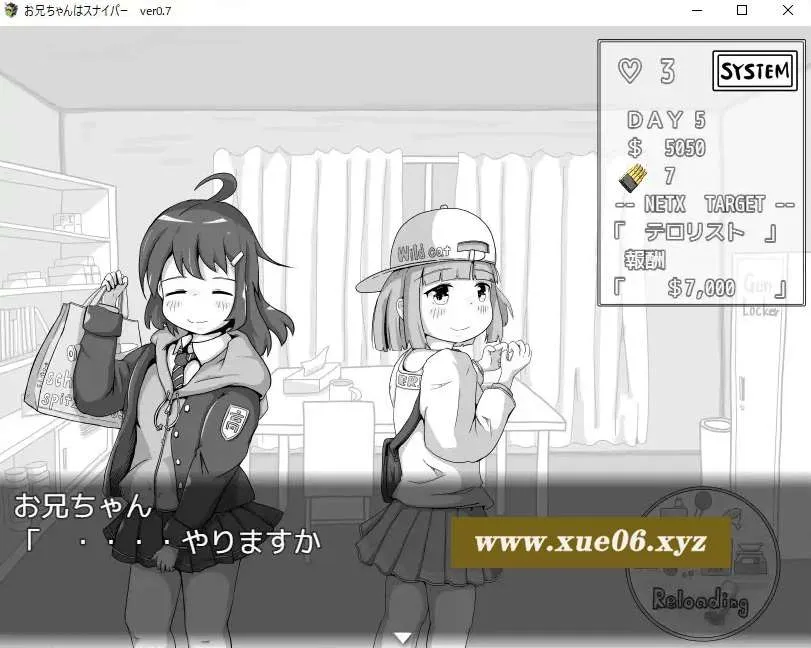 お兄ちゃんはスナイパー ver0.7
♡ 3
SYSTEM
DAY 5
$ 5050
7
-- NETX TARGET --
「 テロリスト 」
報酬
「 $7,000 」
Wild cat
Gun
Locker
高
お兄ちゃん
「 ・・・・やりますか
www.xue06.xyz
Reloading